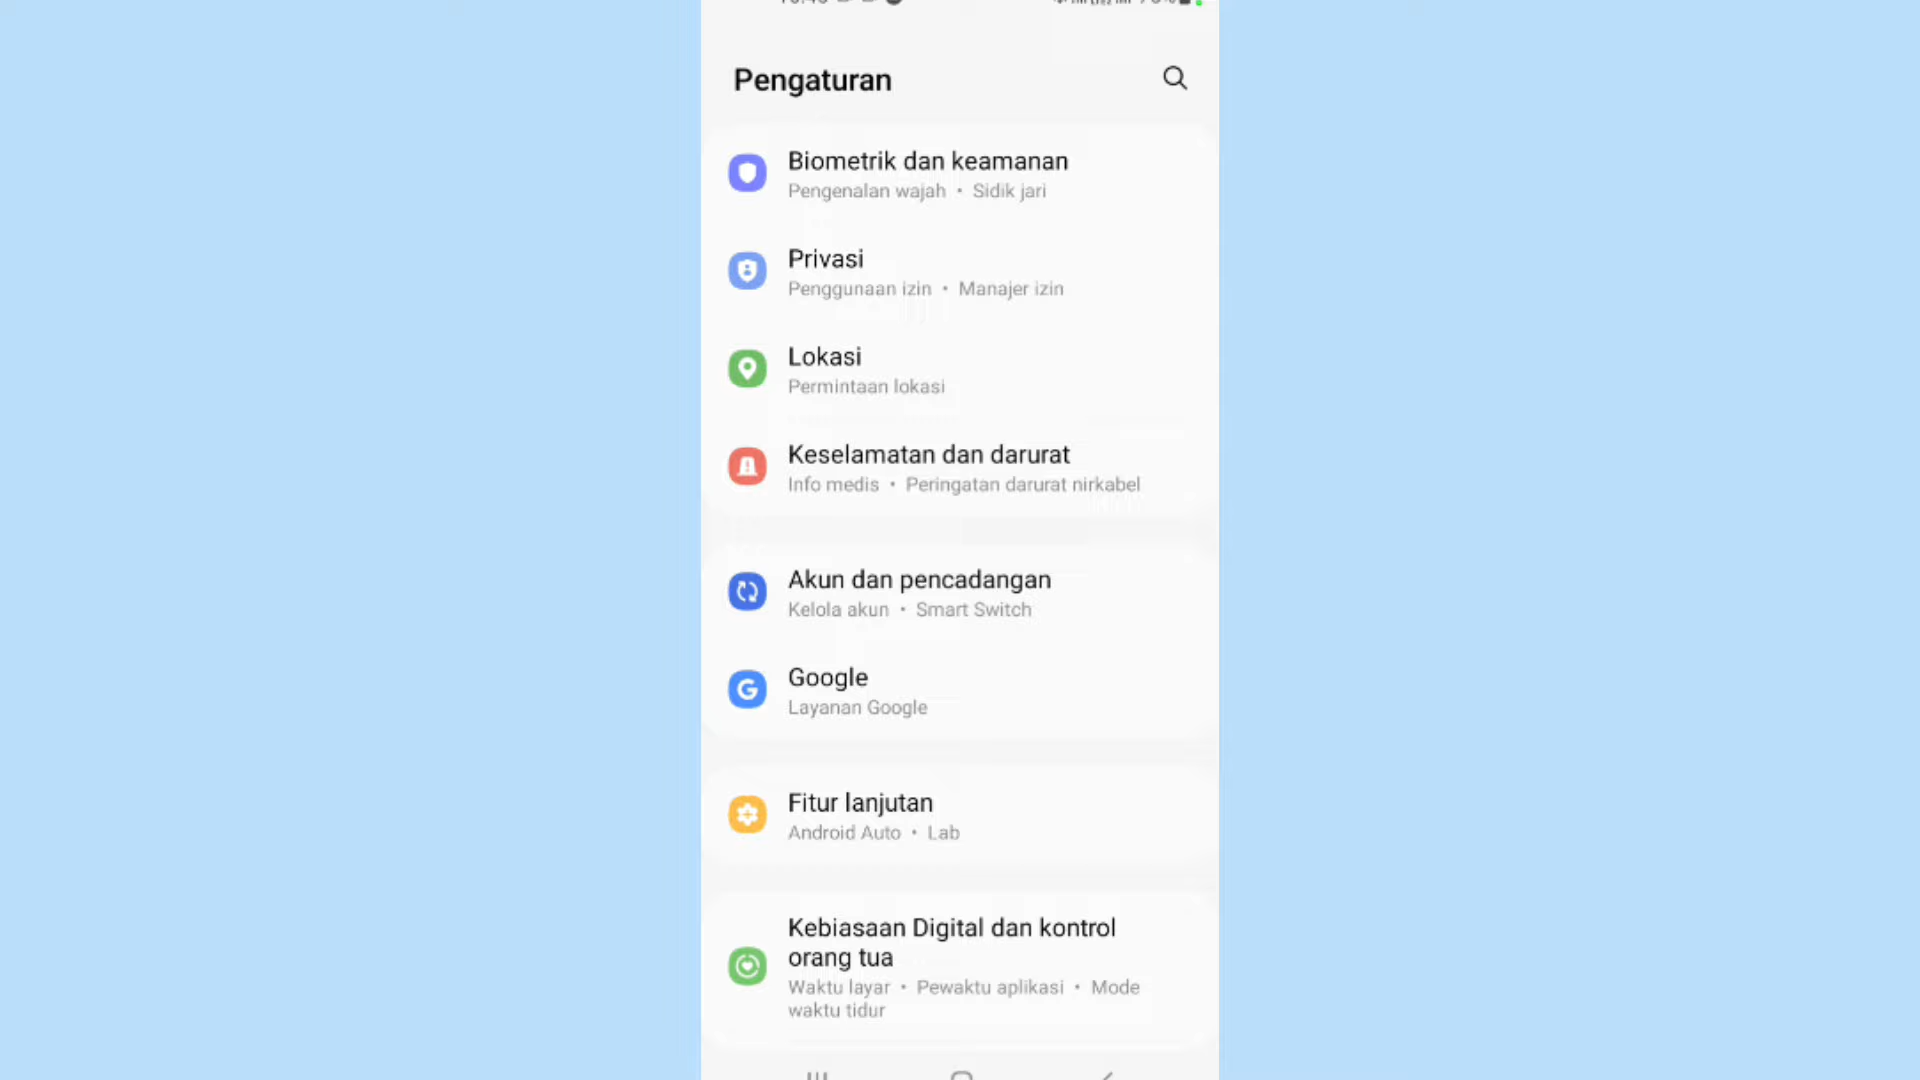 Pengaturan
Biometrik dan keamanan
Pengenalan wajah • Sidik jari
Privasi
Penggunaan izin • Manajer izin
Lokasi
Permintaan lokasi
Keselamatan dan darurat
Info medis • Peringatan darurat nirkabel
Akun dan pencadangan
Kelola akun • Smart Switch
Google
Layanan Google
Fitur lanjutan
Android Auto • Lab
Kebiasaan Digital dan kontrol
orang tua
Waktu layar • Pewaktu aplikasi • Mode
waktu tidur